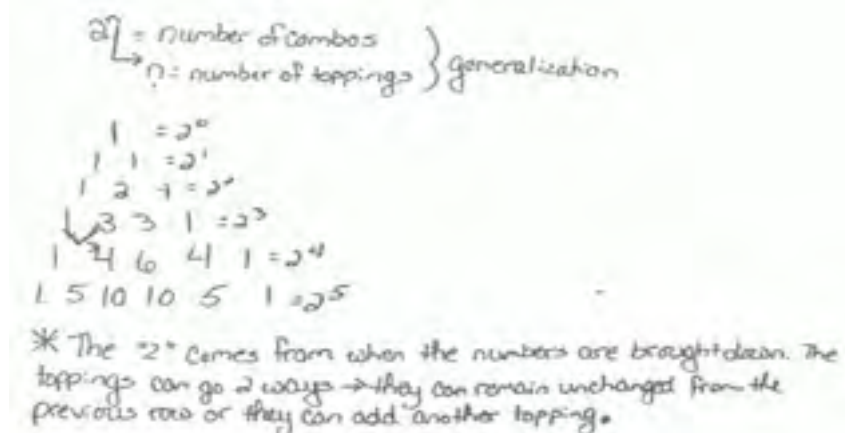 2ⁿ = number of combos
n = number of toppings } generalization
1 = 2⁰
1 1 = 2¹
1 2 1 = 2²
1 3 3 1 = 2³
1 4 6 4 1 = 2⁴
1 5 10 10 5 1 = 2⁵
* The "2" comes from when the numbers are brought down. The
toppings can go 2 ways → they can remain unchanged from the
previous row or they can add another topping.